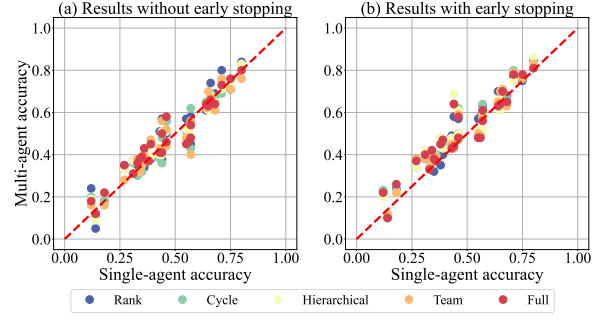 (a) Results without early stopping
(b) Results with early stopping
Multi-agent accuracy
1.0
0.8
0.6
0.4
0.2
0.0
0.00
0.25
0.50
0.75
1.00
Single-agent accuracy
1.0
0.8
0.6
0.4
0.2
0.0
0.00
0.25
0.50
0.75
1.00
Single-agent accuracy
Rank
Cycle
Hierarchical
Team
Full